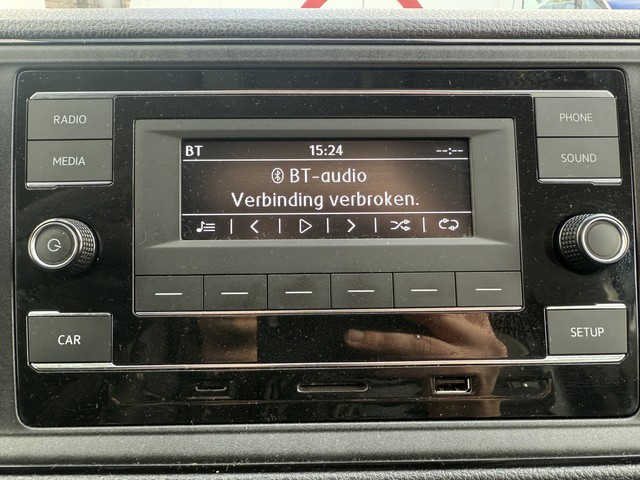 RADIO
MEDIA
CAR
BT 15:24 --:--
BT-audio
Verbinding verbroken.
PHONE
SOUND
SETUP